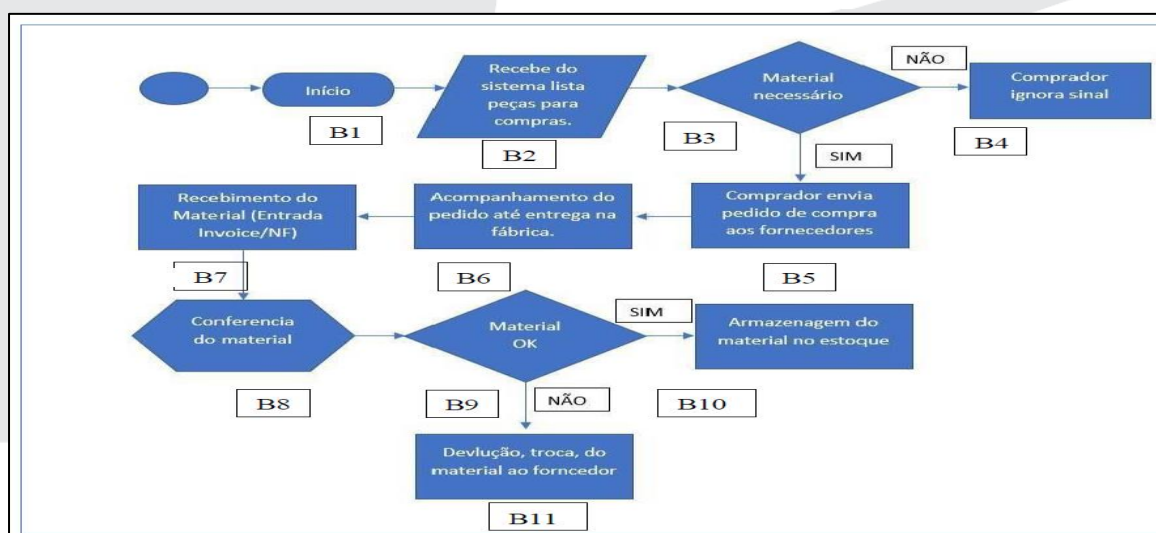 Início
B1
Recebe do
sistema lista
peças para
compras.
B2
Material
necessário
B3
NÃO
Comprador
ignora sinal
B4
SIM
Comprador envia
pedido de compra
aos fornecedores
B5
Acompanhamento do
pedido até entrega na
fábrica.
B6
Recebimento do
Material (Entrada
Invoice/NF)
B7
Conferencia
do material
B8
Material
OK
B9
SIM
Armazenagem do
material no estoque
B10
NÃO
Devlução, troca, do
material ao forncedor
B11